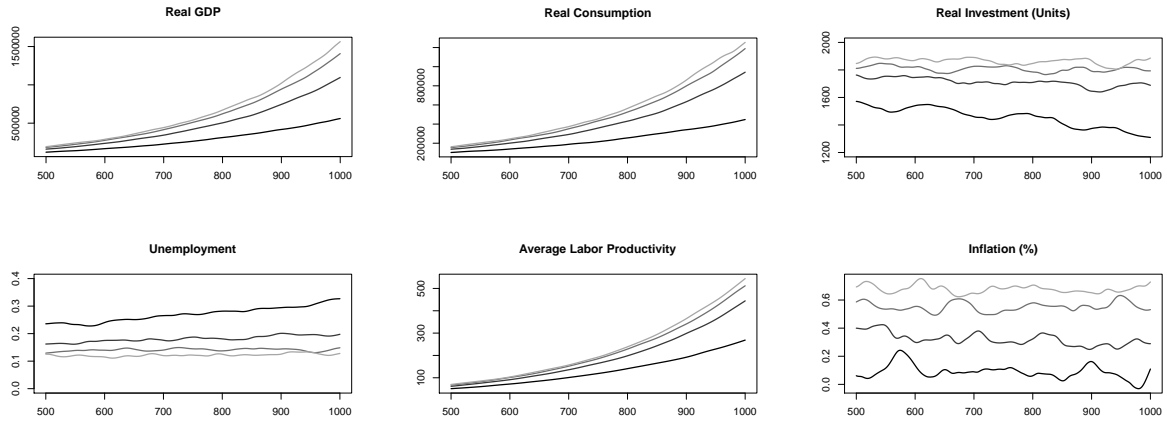 Real GDP
1500000
500000
500 600 700 800 900 1000
Real Consumption
800000
200000
500 600 700 800 900 1000
Real Investment (Units)
2000
1600
1200
500 600 700 800 900 1000
Unemployment
0.4
0.3
0.2
0.1
0.0
500 600 700 800 900 1000
Average Labor Productivity
500
300
100
500 600 700 800 900 1000
Inflation (%)
0.6
0.4
0.2
0.0
500 600 700 800 900 1000